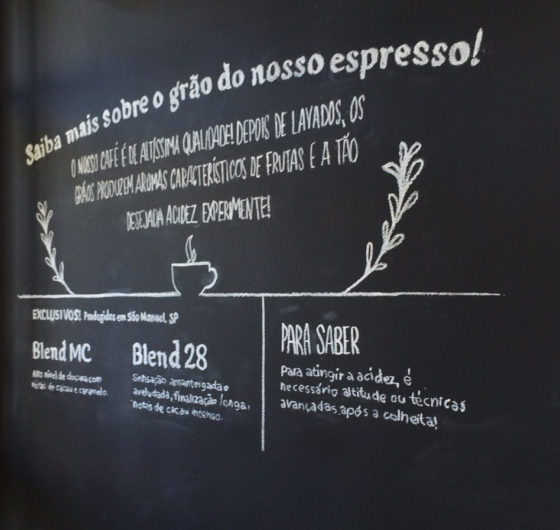 Saiba mais sobre o grão do nosso espresso!
O NOSSO CAFÉ É DE ALTÍSSIMA QUALIDADE! DEPOIS DE LAVADOS, OS
GRÃOS PRODUZEM AROMAS CARACTERÍSTICOS DE FRUTAS E A TÃO
DESEJADA ACIDEZ. EXPERIMENTE!
EXCLUSIVOS! Produzidos em São Manuel, SP
Blend MC
Alto nível de doçura com
notas de cacau e caramelo.
Blend 28
Sensação amanteigada e
aveludada, finalização longa,
notas de cacau intenso.
PARA SABER
Para atingir a acidez, é
necessário altitude ou técnicas
avançadas após a colheita!